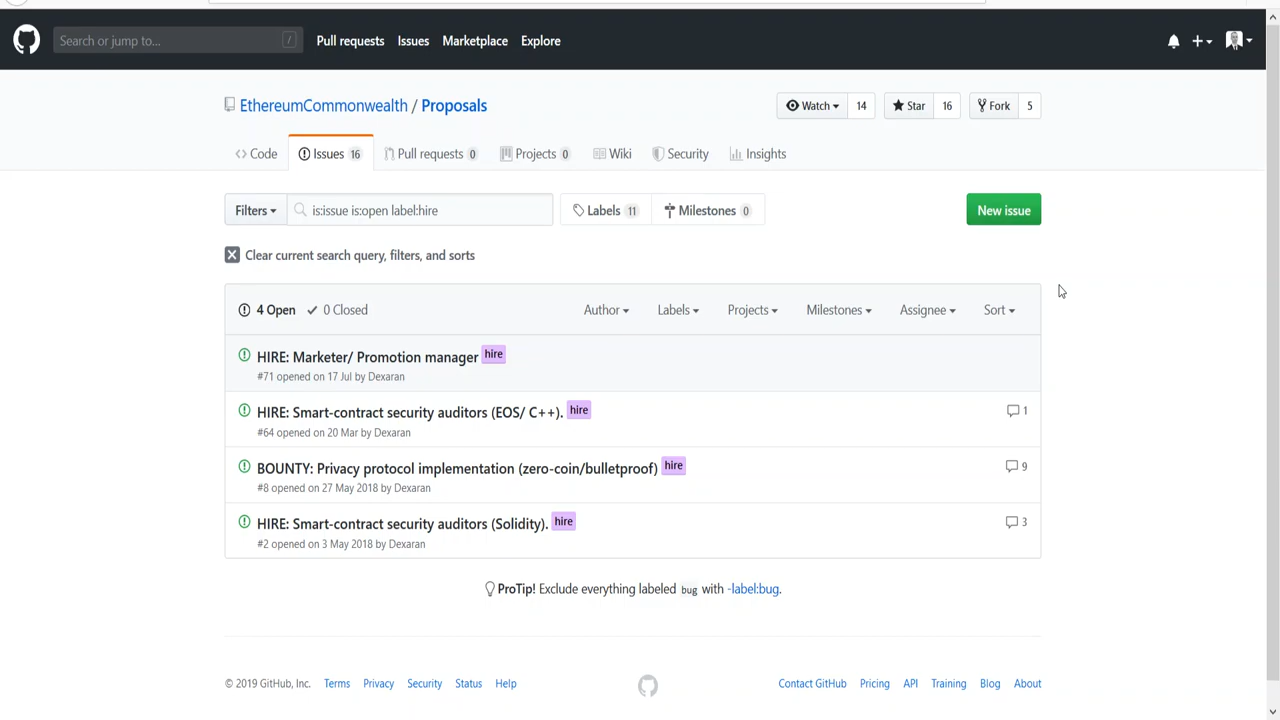 Search or jump to... / Pull requests Issues Marketplace Explore
EthereumCommonwealth / Proposals Watch 14 Star 16 Fork 5
Code Issues 16 Pull requests 0 Projects 0 Wiki Security Insights
Filters is:issue is:open label:hire Labels 11 Milestones 0 New issue
Clear current search query, filters, and sorts
4 Open 0 Closed Author Labels Projects Milestones Assignee Sort
HIRE: Marketer/ Promotion manager hire
#71 opened on 17 Jul by Dexaran
HIRE: Smart-contract security auditors (EOS/ C++). hire 1
#64 opened on 20 Mar by Dexaran
BOUNTY: Privacy protocol implementation (zero-coin/bulletproof) hire 9
#8 opened on 27 May 2018 by Dexaran
HIRE: Smart-contract security auditors (Solidity). hire 3
#2 opened on 3 May 2018 by Dexaran
ProTip! Exclude everything labeled bug with -label:bug.
© 2019 GitHub, Inc. Terms Privacy Security Status Help Contact GitHub Pricing API Training Blog About